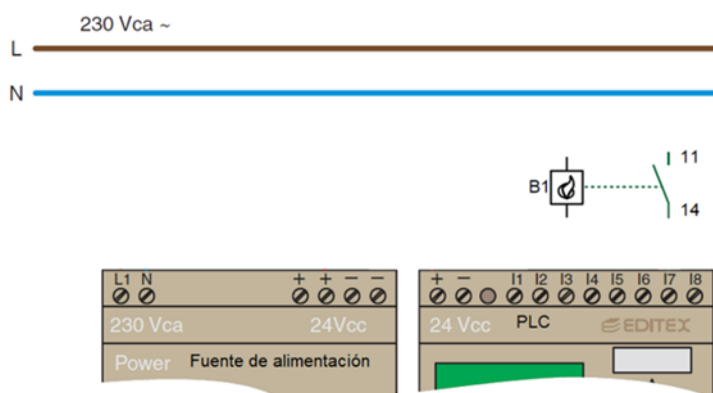 230 Vca ~
L
N
11
B1
14
L1 N + + − −
+ − I1 I2 I3 I4 I5 I6 I7 I8
230 Vca 24Vcc
24 Vcc PLC EDITEX
Power Fuente de alimentación